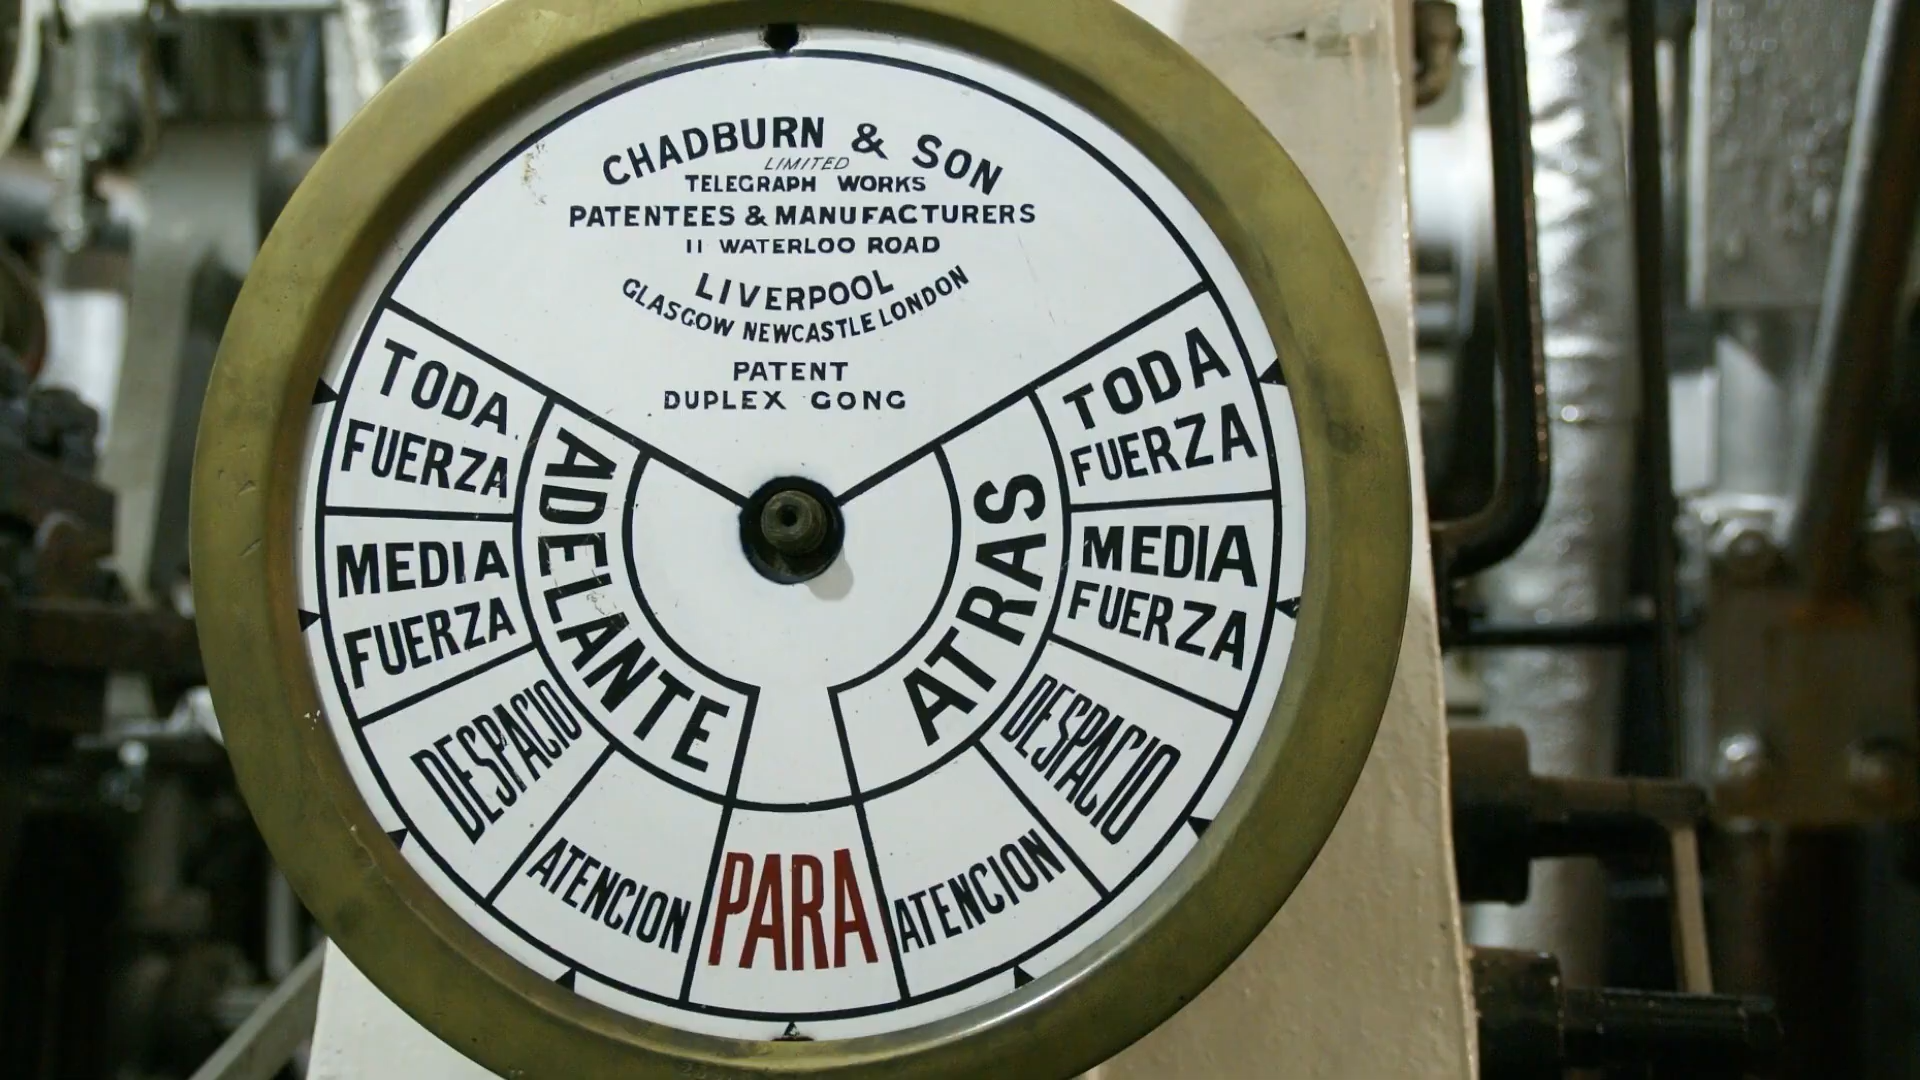 CHADBURN & SON
LIMITED
TELEGRAPH WORKS
PATENTEES & MANUFACTURERS
11 WATERLOO ROAD
LIVERPOOL
GLASGOW NEWCASTLE LONDON
PATENT
DUPLEX GONG
TODA
FUERZA
MEDIA
FUERZA
DESPACIO
ATENCION
ADELANTE
PARA
ATRAS
TODA
FUERZA
MEDIA
FUERZA
DESPACIO
ATENCION